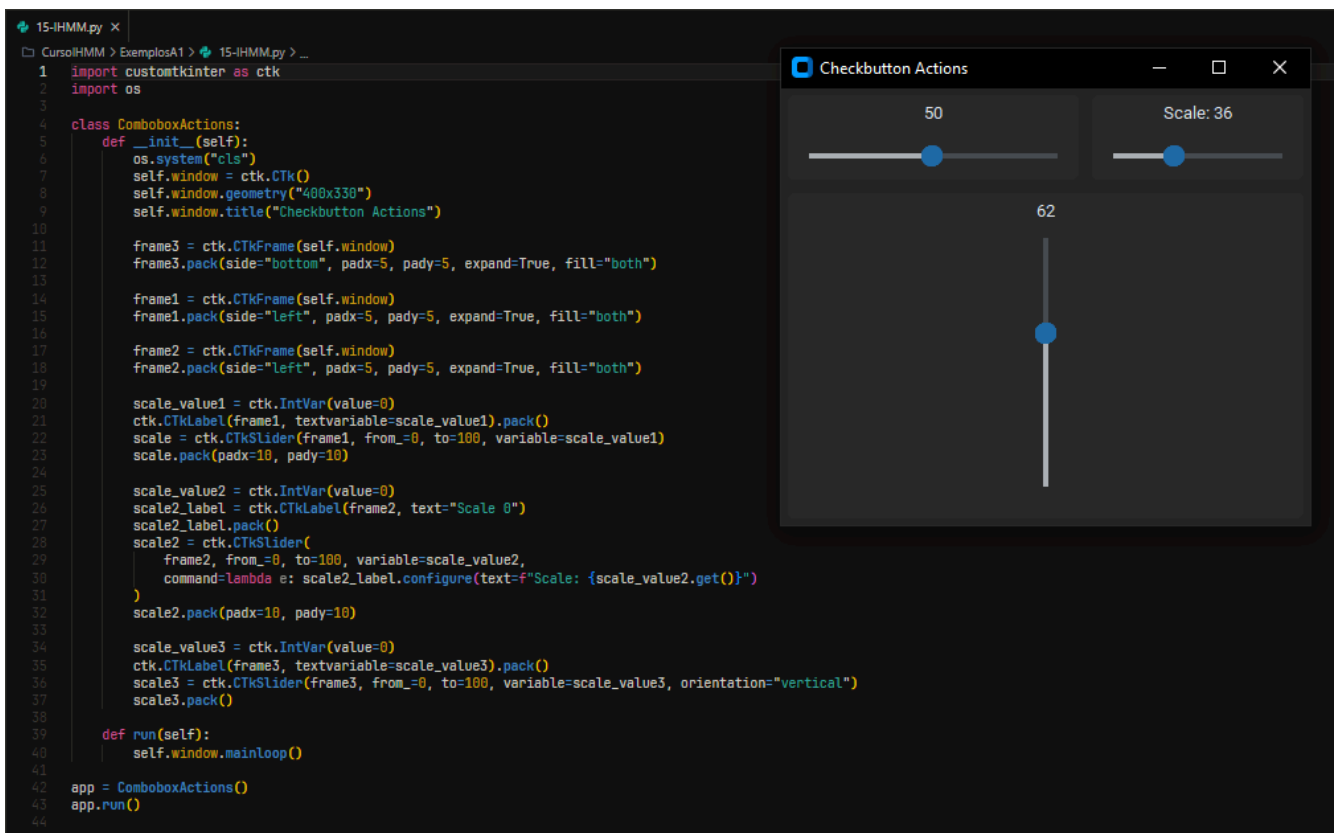 15-IHMM.py ×
CursoIHMM > ExemplosA1 > 15-IHMM.py > ...
1 import customtkinter as ctk
2 import os
3
4 class ComboboxActions:
5     def __init__(self):
6         os.system("cls")
7         self.window = ctk.CTk()
8         self.window.geometry("400x330")
9         self.window.title("Checkbutton Actions")
10
11         frame3 = ctk.CTkFrame(self.window)
12         frame3.pack(side="bottom", padx=5, pady=5, expand=True, fill="both")
13
14         frame1 = ctk.CTkFrame(self.window)
15         frame1.pack(side="left", padx=5, pady=5, expand=True, fill="both")
16
17         frame2 = ctk.CTkFrame(self.window)
18         frame2.pack(side="left", padx=5, pady=5, expand=True, fill="both")
19
20         scale_value1 = ctk.IntVar(value=0)
21         ctk.CTkLabel(frame1, textvariable=scale_value1).pack()
22         scale = ctk.CTkSlider(frame1, from_=0, to=100, variable=scale_value1)
23         scale.pack(padx=10, pady=10)
24
25         scale_value2 = ctk.IntVar(value=0)
26         scale2_label = ctk.CTkLabel(frame2, text="Scale 0")
27         scale2_label.pack()
28         scale2 = ctk.CTkSlider(
29             frame2, from_=0, to=100, variable=scale_value2,
30             command=lambda e: scale2_label.configure(text=f"Scale: {scale_value2.get()}")
31         )
32         scale2.pack(padx=10, pady=10)
33
34         scale_value3 = ctk.IntVar(value=0)
35         ctk.CTkLabel(frame3, textvariable=scale_value3).pack()
36         scale3 = ctk.CTkSlider(frame3, from_=0, to=100, variable=scale_value3, orientation="vertical")
37         scale3.pack()
38
39     def run(self):
40         self.window.mainloop()
41
42 app = ComboboxActions()
43 app.run()
44
Checkbutton Actions
50
Scale: 36
62